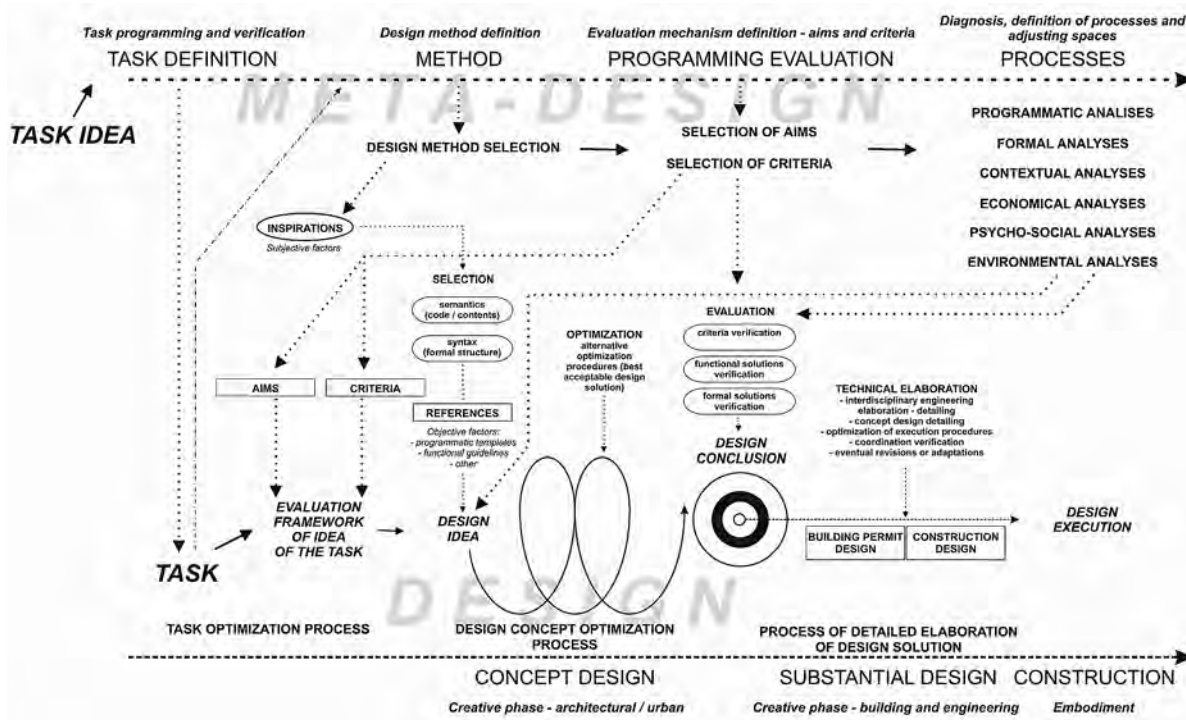 Task programming and verification
Design method definition
Evaluation mechanism definition - aims and criteria
Diagnosis, definition of processes and
adjusting spaces
TASK DEFINITION
METHOD
PROGRAMMING EVALUATION
PROCESSES
META-DESIGN
TASK IDEA
DESIGN METHOD SELECTION
SELECTION OF AIMS
SELECTION OF CRITERIA
PROGRAMMATIC ANALISES
FORMAL ANALYSES
CONTEXTUAL ANALYSES
ECONOMICAL ANALYSES
PSYCHO-SOCIAL ANALYSES
ENVIRONMENTAL ANALYSES
INSPIRATIONS
Subjective factors
SELECTION
semantics
(code / contents)
syntax
(formal structure)
AIMS
CRITERIA
REFERENCES
Objective factors:
- programmatic templates
- functional guidelines
- other
OPTIMIZATION
alternative
optimization
procedures (best
acceptable design
solution)
EVALUATION
criteria verification
functional solutions
verification
formal solutions
verification
DESIGN
CONCLUSION
TECHNICAL ELABORATION
- interdisciplinary engineering
elaboration - detailing
- concept design detailing
- optimization of execution procedures
- coordination verification
- eventual revisions or adaptations
EVALUATION
FRAMEWORK
OF IDEA
OF THE TASK
DESIGN
IDEA
BUILDING PERMIT
DESIGN
CONSTRUCTION
DESIGN
DESIGN
EXECUTION
TASK
DESIGN
TASK OPTIMIZATION PROCESS
DESIGN CONCEPT OPTIMIZATION
PROCESS
PROCESS OF DETAILED ELABORATION
OF DESIGN SOLUTION
CONCEPT DESIGN
SUBSTANTIAL DESIGN
CONSTRUCTION
Creative phase - architectural / urban
Creative phase - building and engineering
Embodiment